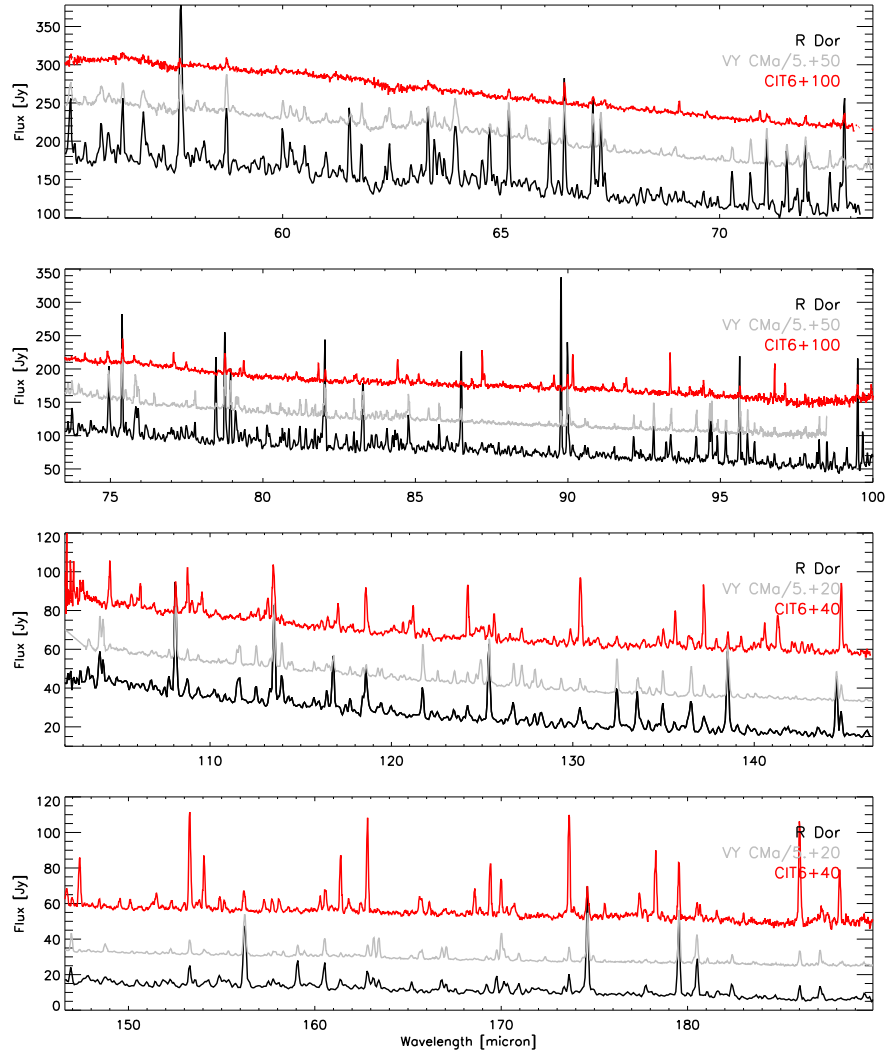 350
300
250
200
150
100
Flux [Jy]
R Dor
VY CMa/5.+50
CIT6+100
60
65
70
350
300
250
200
150
100
50
Flux [Jy]
R Dor
VY CMa/5.+50
CIT6+100
75
80
85
90
95
100
120
100
80
60
40
20
Flux [Jy]
R Dor
VY CMa/5.+20
CIT6+40
110
120
130
140
120
100
80
60
40
20
0
Flux [Jy]
R Dor
VY CMa/5.+20
CIT6+40
150
160
170
180
Wavelength [micron]